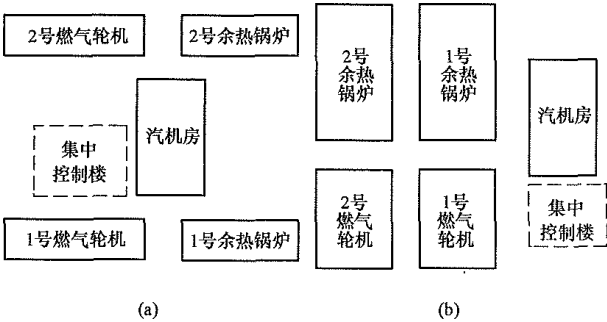 2号燃气轮机
2号余热锅炉
汽机房
集中
控制楼
1号燃气轮机
1号余热锅炉
(a)
2号
余热
锅炉
1号
余热
锅炉
汽机房
2号
燃气
轮机
1号
燃气
轮机
集中
控制楼
(b)